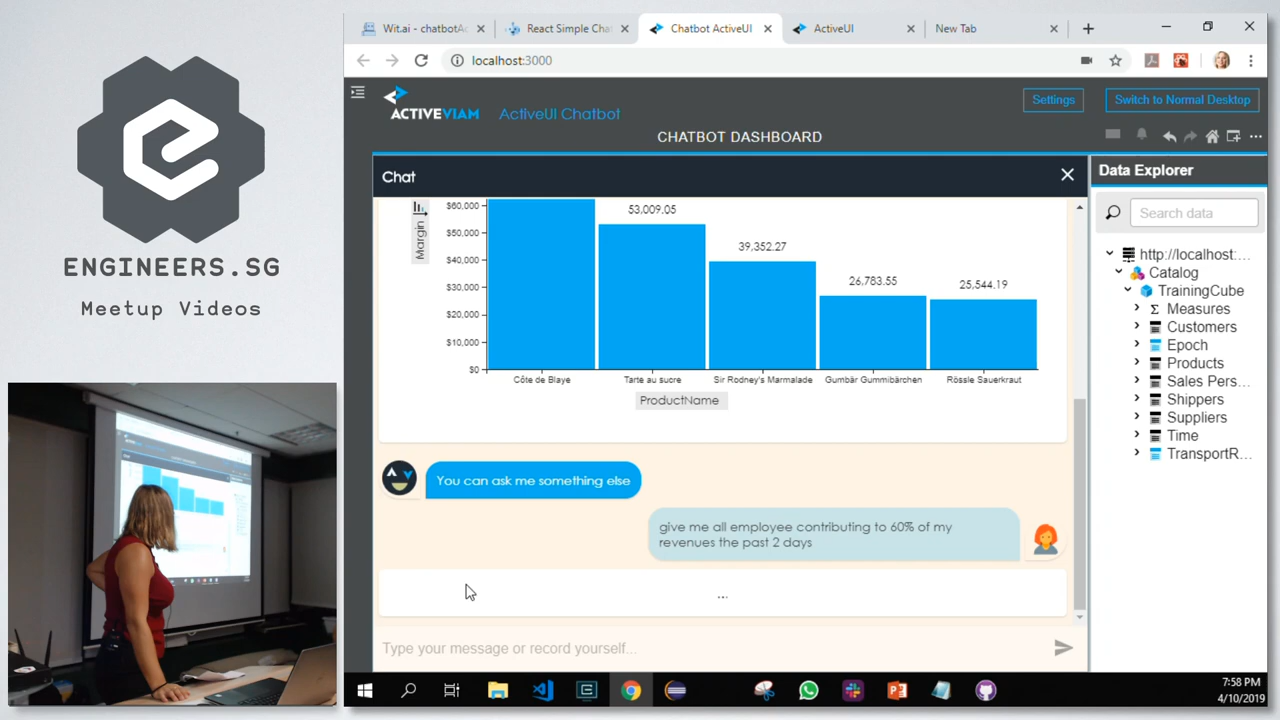 Wit.ai - chatbotAc
React Simple Chat
Chatbot ActiveUI
ActiveUI
New Tab
localhost:3000
ACTIVEVIAM
ActiveUI Chatbot
Settings
Switch to Normal Desktop
CHATBOT DASHBOARD
Chat
Data Explorer
Search data
http://localhost:...
Catalog
TrainingCube
Σ Measures
Customers
Epoch
Products
Sales Pers...
Shippers
Suppliers
Time
TransportR...
Margin
$60,000
$50,000
$40,000
$30,000
$20,000
$10,000
$0
53,009.05
39,352.27
26,783.55
25,544.19
Côte de Blaye
Tarte au sucre
Sir Rodney's Marmalade
Gumbär Gummibärchen
Rössle Sauerkraut
ProductName
You can ask me something else
give me all employee contributing to 60% of my
revenues the past 2 days
...
Type your message or record yourself...
7:58 PM
4/10/2019
ENGINEERS.SG
Meetup Videos